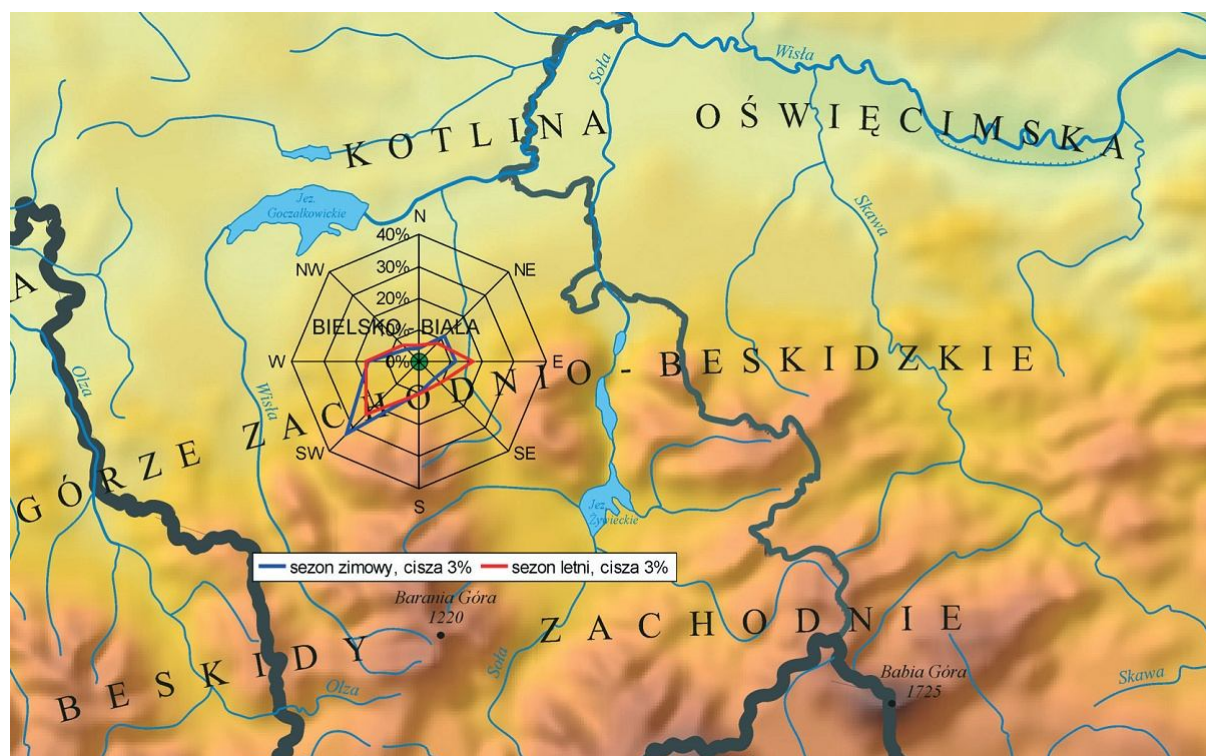 Wisła
Soła
KOTLINA OŚWIĘCIMSKA
Jez.
Goczałkowickie
Skawa
N
40%
NW
NE
30%
20%
BIELSKO - BIAŁA
10%
W
0%
E
A
Olza
Wisła
GÓRZE ZACHODNIO-BESKIDZKIE
SW
SE
S
Jez.
Żywieckie
sezon zimowy, cisza 3%
sezon letni, cisza 3%
Barania Góra
1220
BESKIDY ZACHODNIE
Soła
Olza
Babia Góra
1725
Skawa